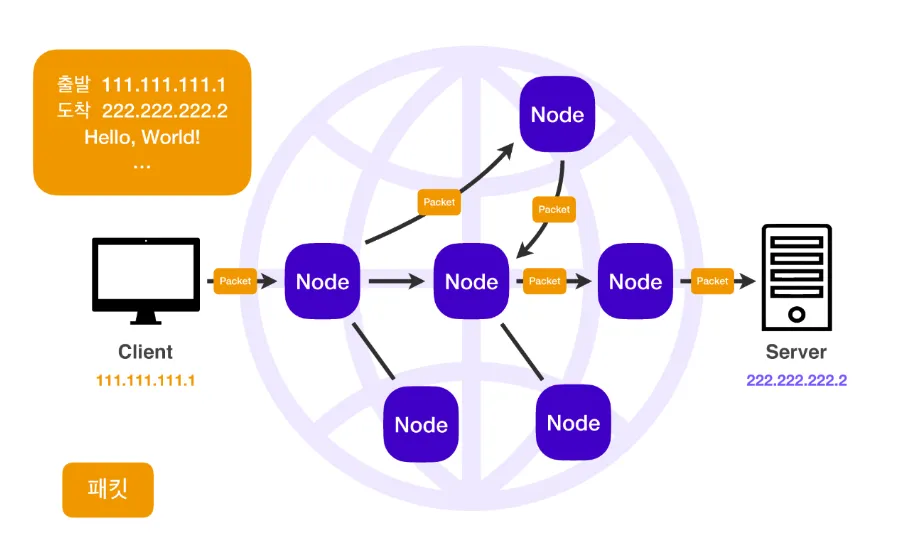 출발 111.111.111.1
도착 222.222.222.2
Hello, World!
...
Node
Packet
Packet
Packet
Node
Node
Packet
Node
Packet
Client
111.111.111.1
Server
222.222.222.2
Node
Node
패킷